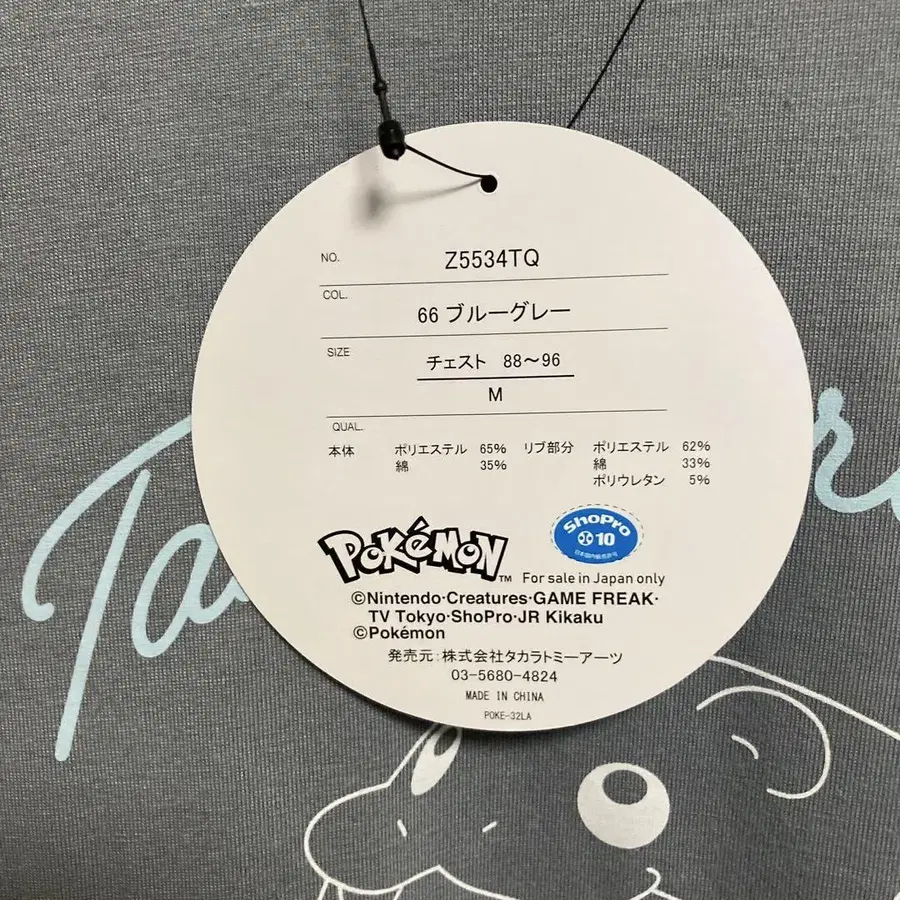 NO. Z5534TQ
COL. 66 ブルーグレー
SIZE チェスト 88～96
M
QUAL.
本体 ポリエステル 65% リブ部分 ポリエステル 62%
綿 35% 綿 33%
ポリウレタン 5%
POKéMON™
ShoPro
10
For sale in Japan only
©Nintendo·Creatures·GAME FREAK·
TV Tokyo·ShoPro·JR Kikaku
©Pokémon
発売元：株式会社タカラトミーアーツ
03-5680-4824
MADE IN CHINA
POKE-32LA